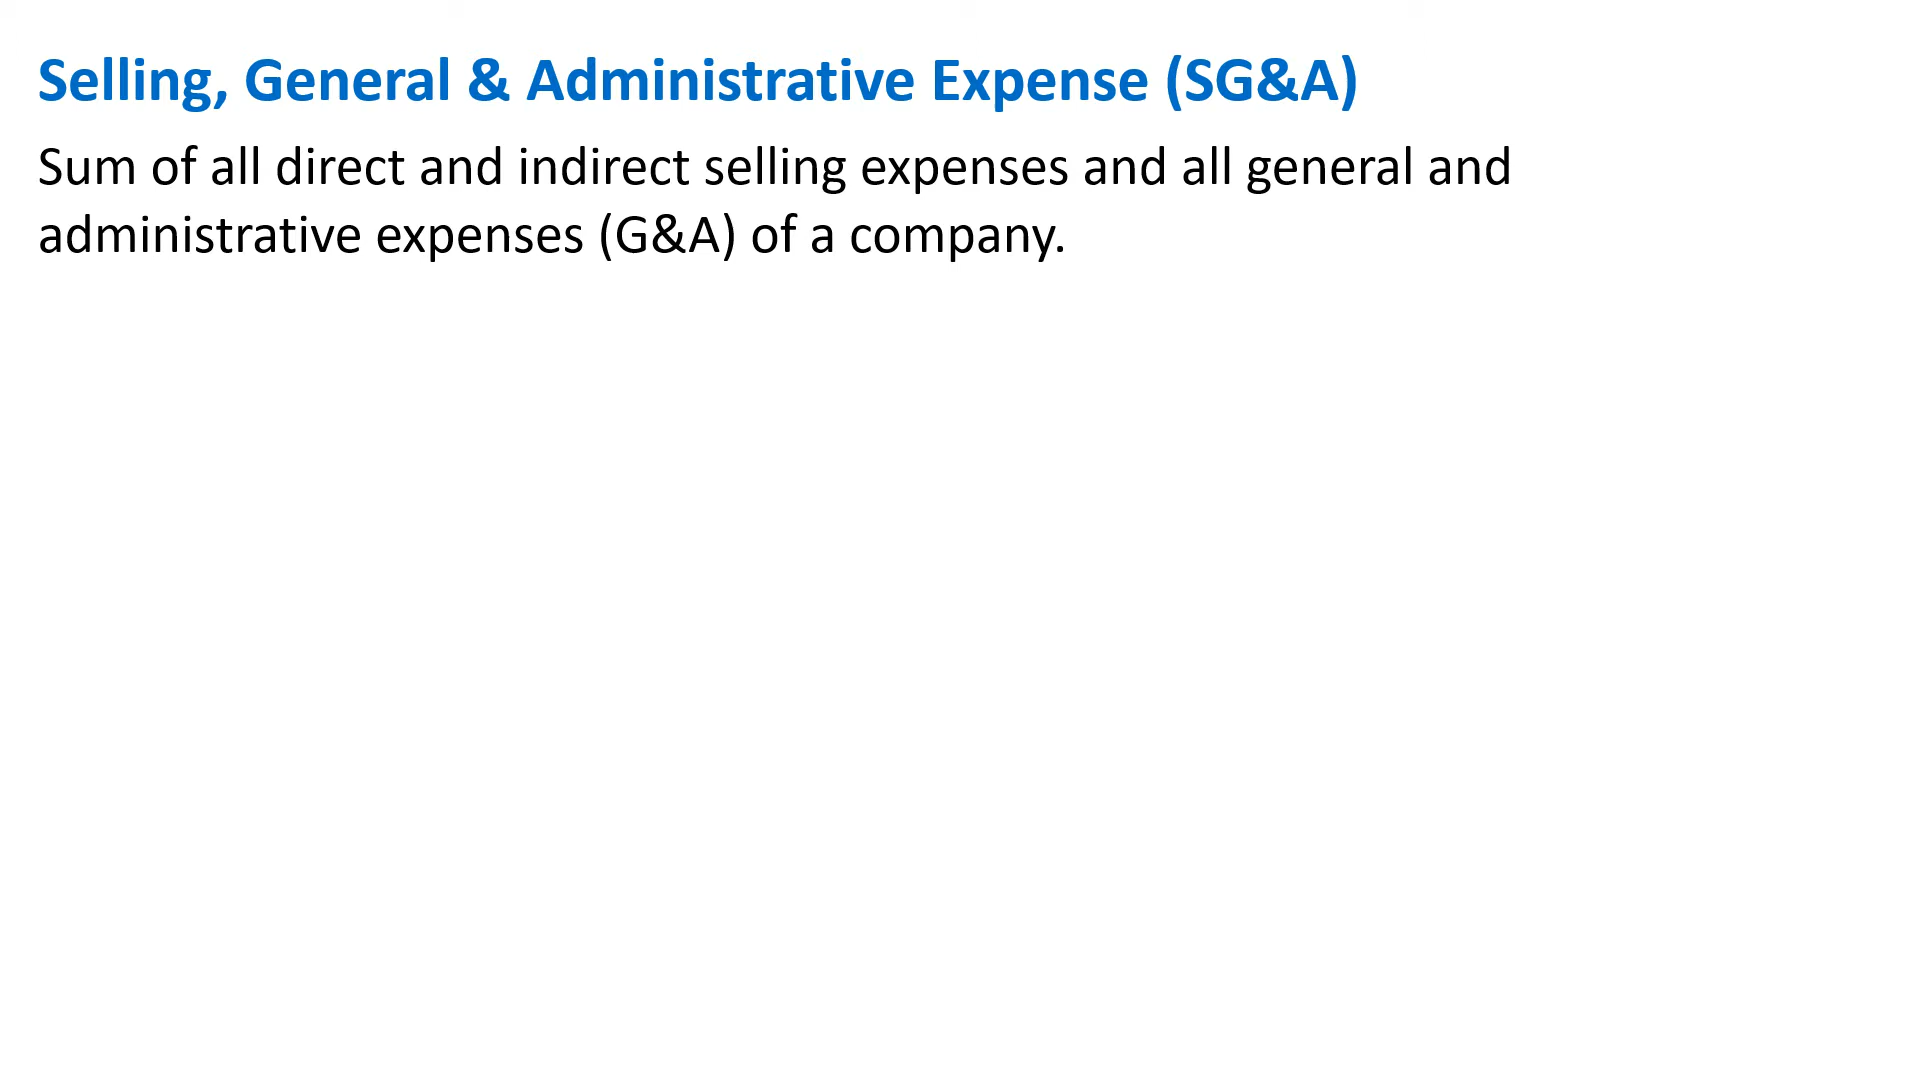 Selling, General & Administrative Expense (SG&A)
Sum of all direct and indirect selling expenses and all general and
administrative expenses (G&A) of a company.